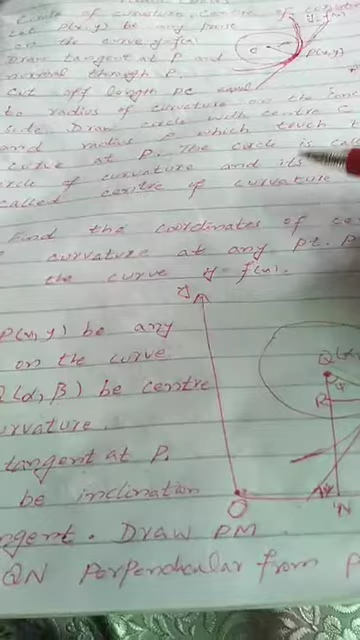 Circle of curvature, centre of curvature
Let P(x,y) be any point y=f(x)
on the curve y=f(x)
Draw tangent at P and C P(x,y)
normal through P.
Cut off length PC equal
to radius of curvature on the
side. Draw circle with centre C
and radius ρ which touch
curve at P. The circle is
circle of curvature and its
called centre of curvature
Find the coordinates of
curvature at any pt. P
the curve y = f(x).
y
P(x,y) be any
on the curve
Q(α, β) be centre Q(α
R ψ
tangent at P.
be inclination
O ψ N
Draw PM
QN perpendicular from P